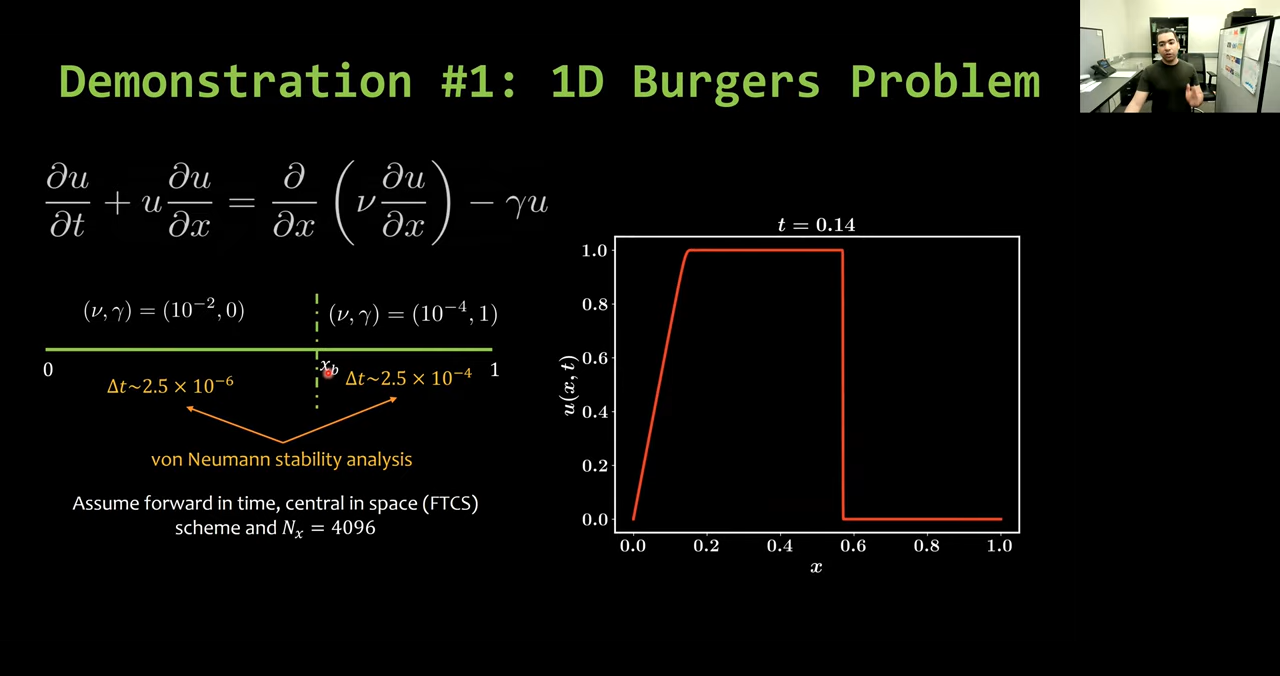 Demonstration #1: 1D Burgers Problem
∂u/∂t + u ∂u/∂x = ∂/∂x (ν ∂u/∂x) − γu
(ν, γ) = (10⁻², 0)
(ν, γ) = (10⁻⁴, 1)
0
x_b
1
Δt~2.5 × 10⁻⁶
Δt~2.5 × 10⁻⁴
von Neumann stability analysis
Assume forward in time, central in space (FTCS)
scheme and Nₓ = 4096
t = 0.14
1.0
0.8
0.6
0.4
0.2
0.0
u(x, t)
0.0 0.2 0.4 0.6 0.8 1.0
x